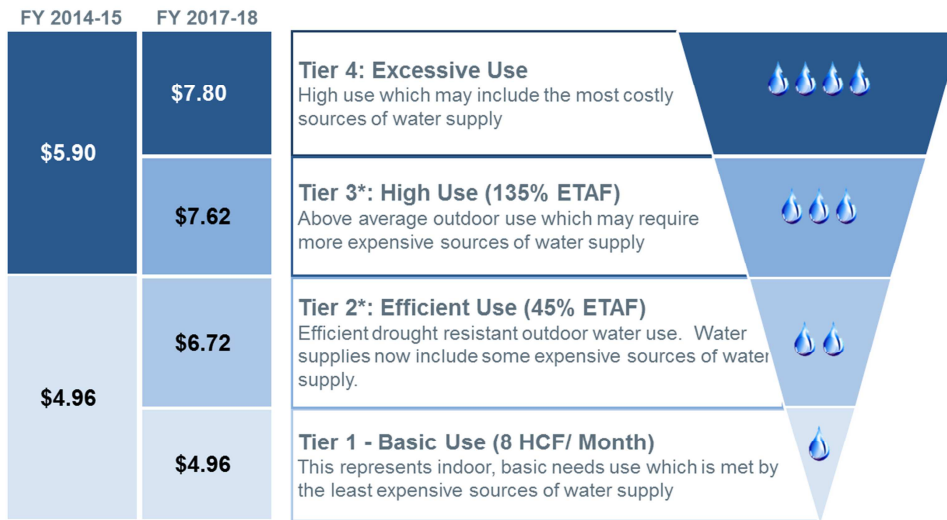 FY 2014-15 FY 2017-18
$5.90
$4.96
$7.80
$7.62
$6.72
$4.96
Tier 4: Excessive Use
High use which may include the most costly
sources of water supply
Tier 3*: High Use (135% ETAF)
Above average outdoor use which may require
more expensive sources of water supply
Tier 2*: Efficient Use (45% ETAF)
Efficient drought resistant outdoor water use. Water
supplies now include some expensive sources of water
supply.
Tier 1 - Basic Use (8 HCF/ Month)
This represents indoor, basic needs use which is met by
the least expensive sources of water supply